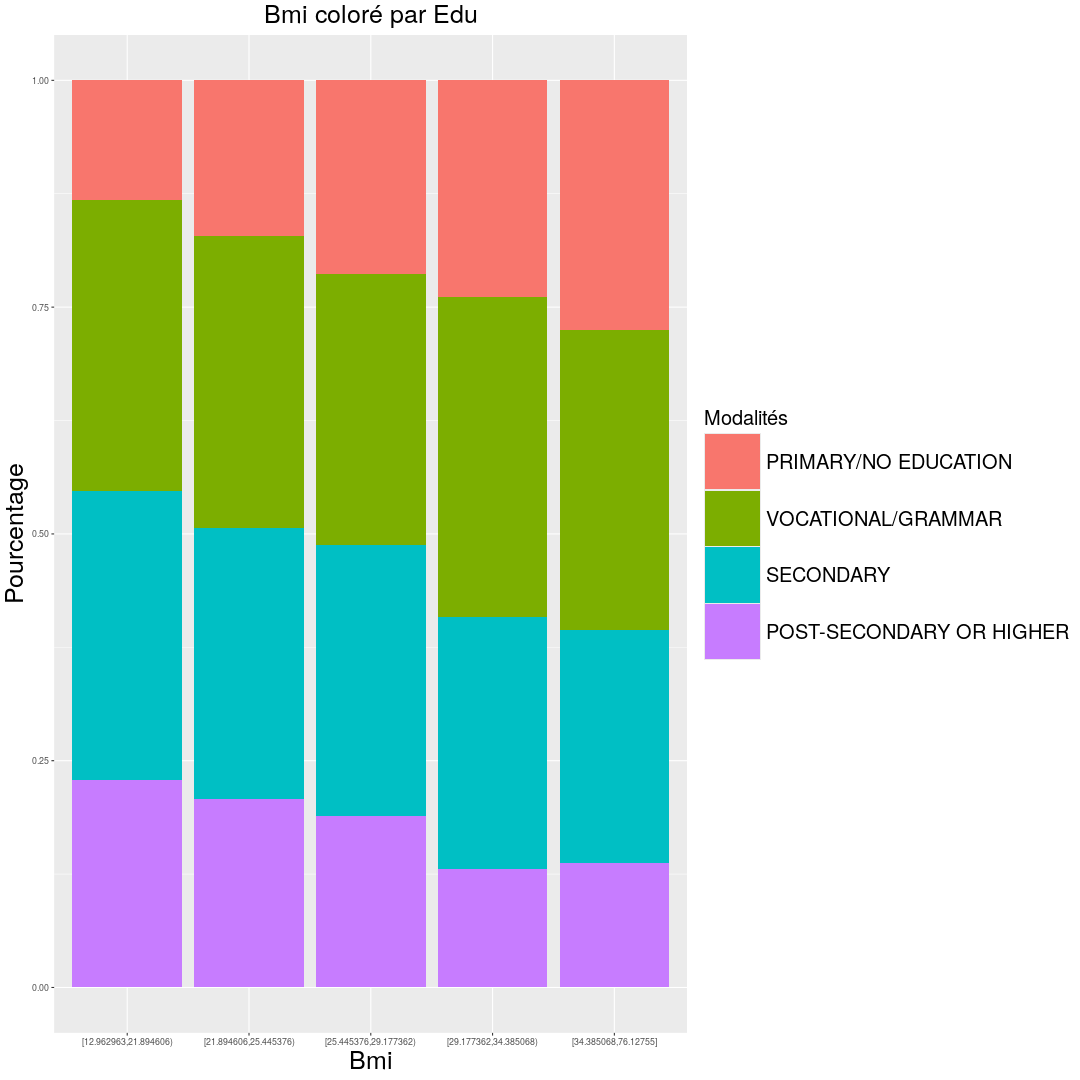 Bmi coloré par Edu
Pourcentage
1.00
0.75
0.50
0.25
0.00
[12.962963,21.894606)
[21.894606,25.445376)
[25.445376,29.177362)
[29.177362,34.385068)
[34.385068,76.12755]
Bmi
Modalités
PRIMARY/NO EDUCATION
VOCATIONAL/GRAMMAR
SECONDARY
POST-SECONDARY OR HIGHER